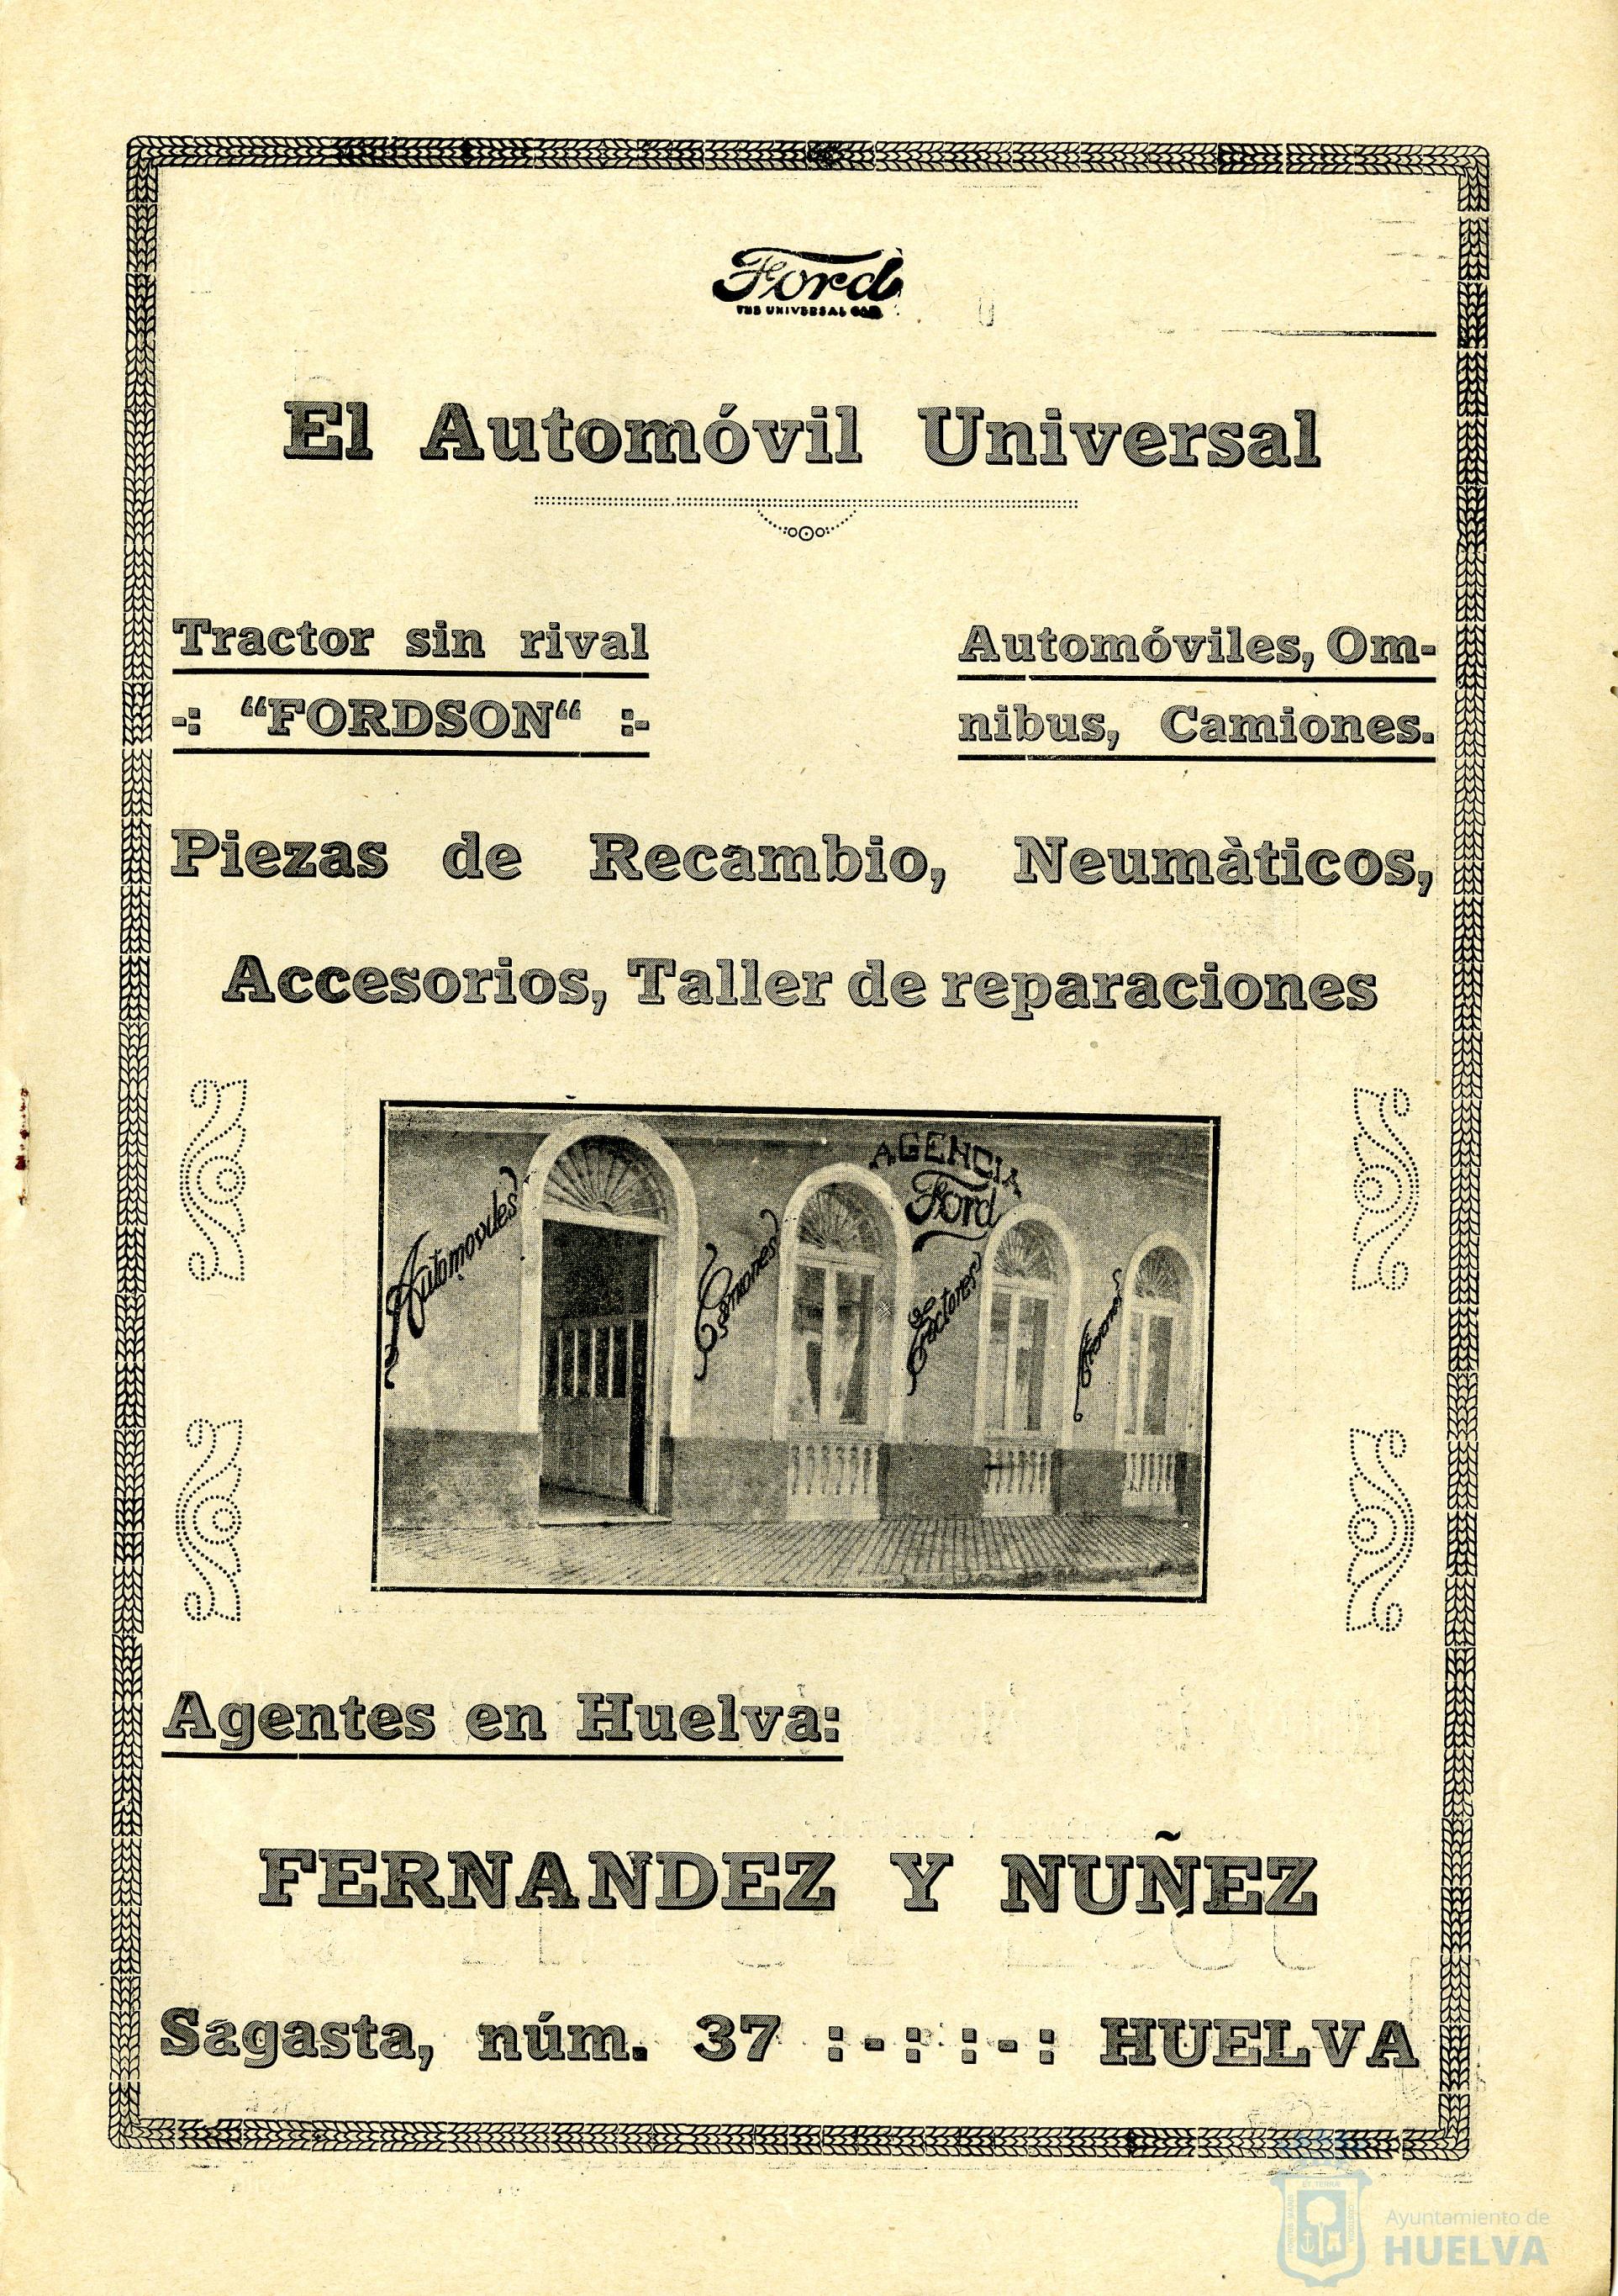 Ford
THE UNIVERSAL CAR
El Automóvil Universal
Tractor sin rival
-: “FORDSON“ :-
Automóviles, Om-
nibus, Camiones.
Piezas de Recambio, Neumàticos,
Accesorios, Taller de reparaciones
AGENCIA
Ford
Automoviles
Camiones
Tractores
Agentes en Huelva:
FERNANDEZ Y NUÑEZ
Sagasta, núm. 37 :-: :-: HUELVA
Ayuntamiento de
HUELVA